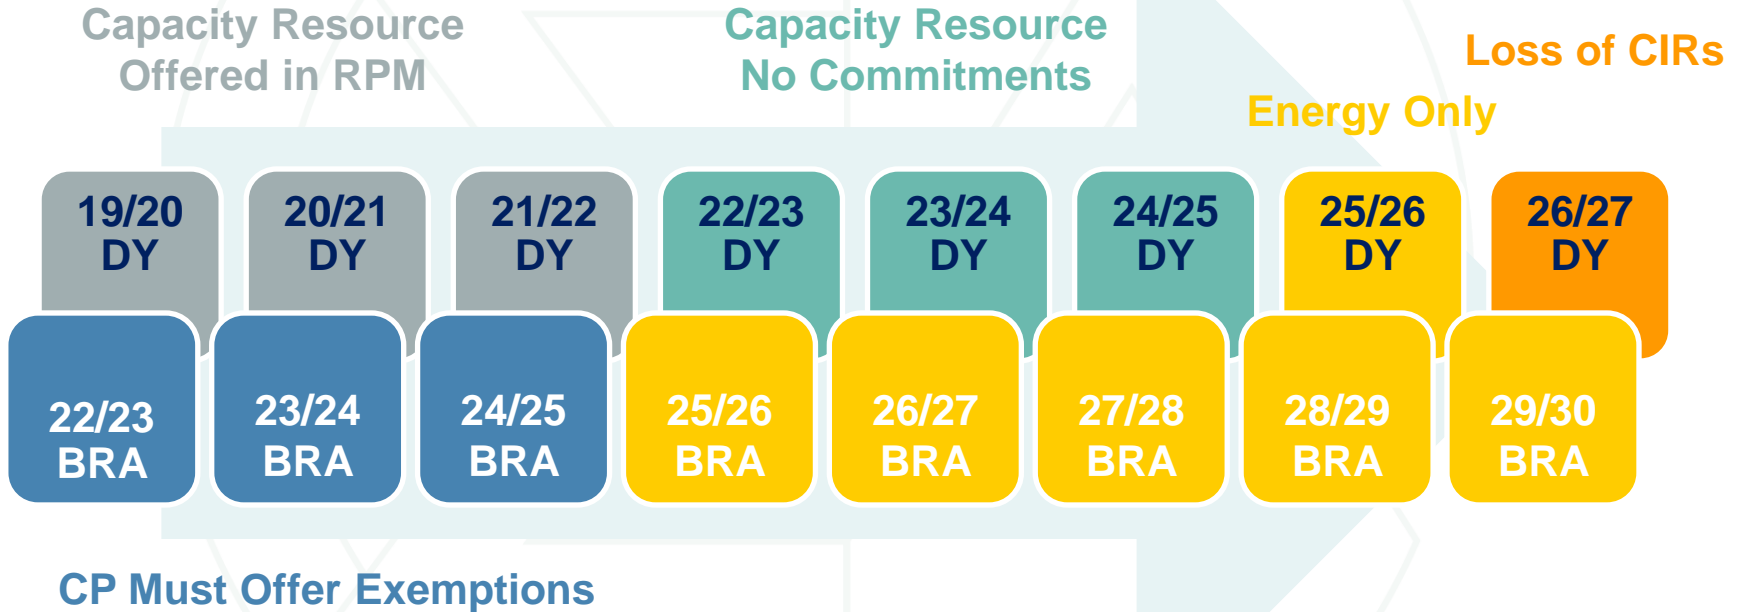 Capacity Resource
Offered in RPM
Capacity Resource
No Commitments
Loss of CIRs
Energy Only
19/20
DY
20/21
DY
21/22
DY
22/23
DY
23/24
DY
24/25
DY
25/26
DY
26/27
DY
22/23
BRA
23/24
BRA
24/25
BRA
25/26
BRA
26/27
BRA
27/28
BRA
28/29
BRA
29/30
BRA
CP Must Offer Exemptions